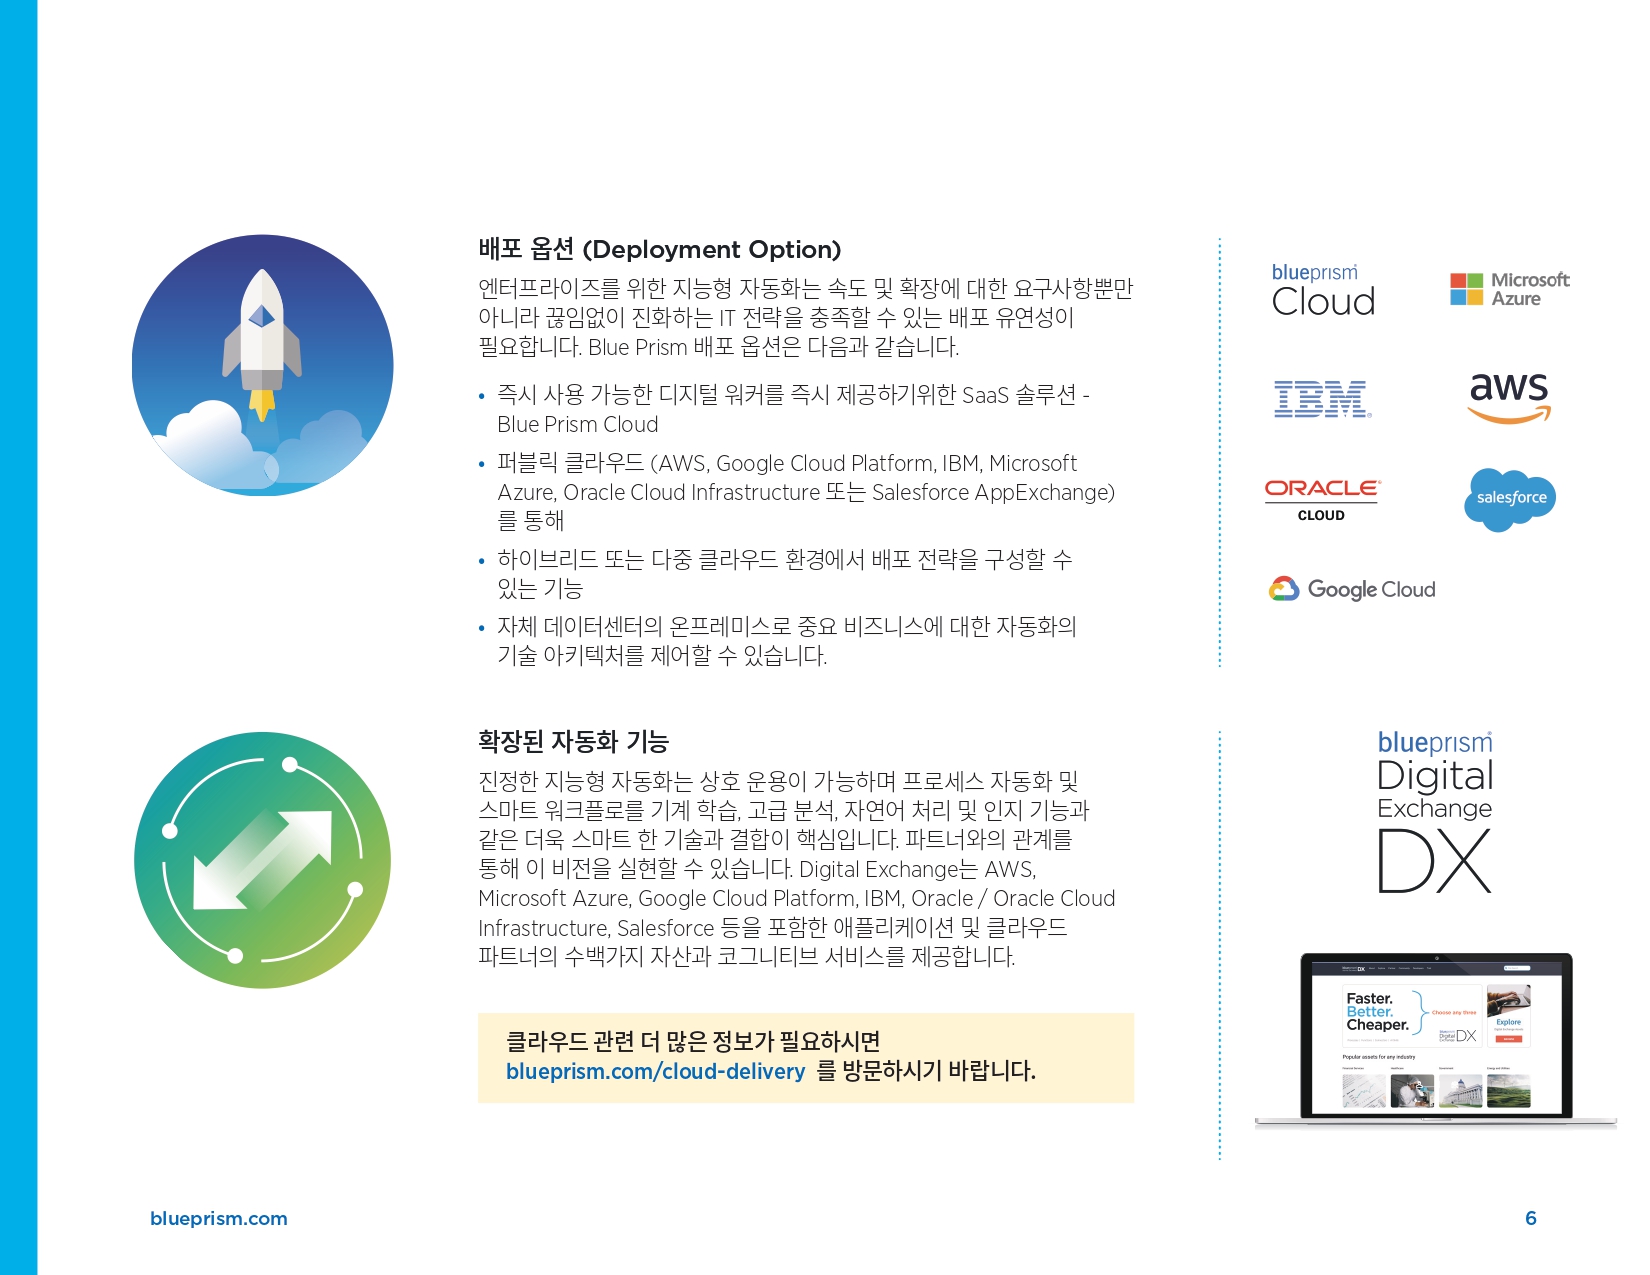 배포 옵션 (Deployment Option)
엔터프라이즈를 위한 지능형 자동화는 속도 및 확장에 대한 요구사항뿐만
아니라 끊임없이 진화하는 IT 전략을 충족할 수 있는 배포 유연성이
필요합니다. Blue Prism 배포 옵션은 다음과 같습니다.
• 즉시 사용 가능한 디지털 워커를 즉시 제공하기위한 SaaS 솔루션 -
Blue Prism Cloud
• 퍼블릭 클라우드 (AWS, Google Cloud Platform, IBM, Microsoft
Azure, Oracle Cloud Infrastructure 또는 Salesforce AppExchange)
를 통해
• 하이브리드 또는 다중 클라우드 환경에서 배포 전략을 구성할 수
있는 기능
• 자체 데이터센터의 온프레미스로 중요 비즈니스에 대한 자동화의
기술 아키텍처를 제어할 수 있습니다.
blueprism
Cloud
Microsoft
Azure
IBM
aws
ORACLE
CLOUD
salesforce
Google Cloud
확장된 자동화 기능
진정한 지능형 자동화는 상호 운용이 가능하며 프로세스 자동화 및
스마트 워크플로를 기계 학습, 고급 분석, 자연어 처리 및 인지 기능과
같은 더욱 스마트 한 기술과 결합이 핵심입니다. 파트너와의 관계를
통해 이 비전을 실현할 수 있습니다. Digital Exchange는 AWS,
Microsoft Azure, Google Cloud Platform, IBM, Oracle / Oracle Cloud
Infrastructure, Salesforce 등을 포함한 애플리케이션 및 클라우드
파트너의 수백가지 자산과 코그니티브 서비스를 제공합니다.
클라우드 관련 더 많은 정보가 필요하시면
blueprism.com/cloud-delivery 를 방문하시기 바랍니다.
blueprism
Digital
Exchange
DX
Faster.
Better.
Cheaper.
Choose any three
Digital
DX
Explore
Popular assets for any industry
blueprism.com
6